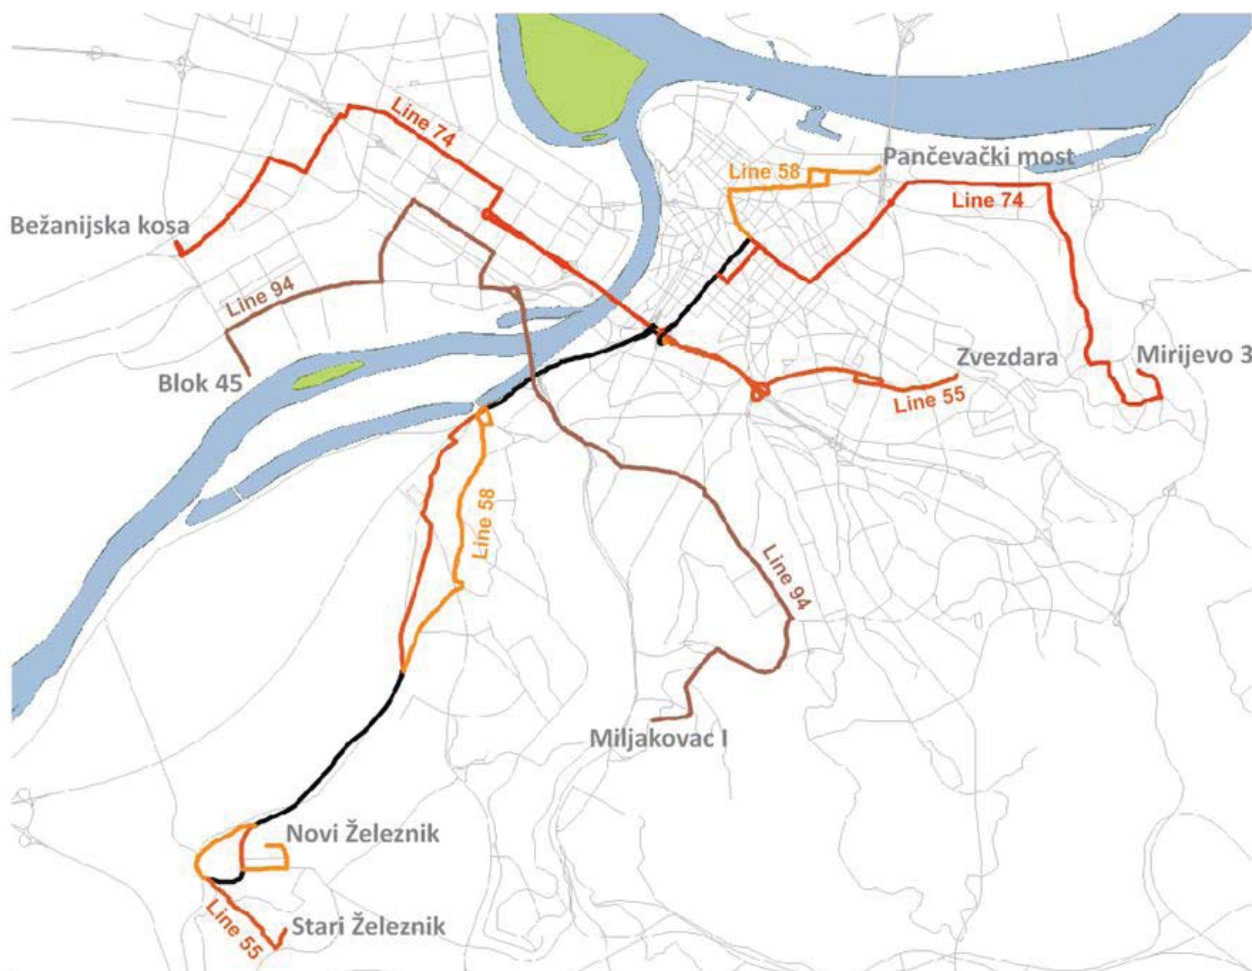 Line 74
Pančevački most
Line 58
Line 74
Bežanijska kosa
Line 94
Blok 45
Zvezdara
Mirijevo 3
Line 55
Line 58
Line 94
Miljakovac I
Novi Železnik
Stari Železnik
Line 55